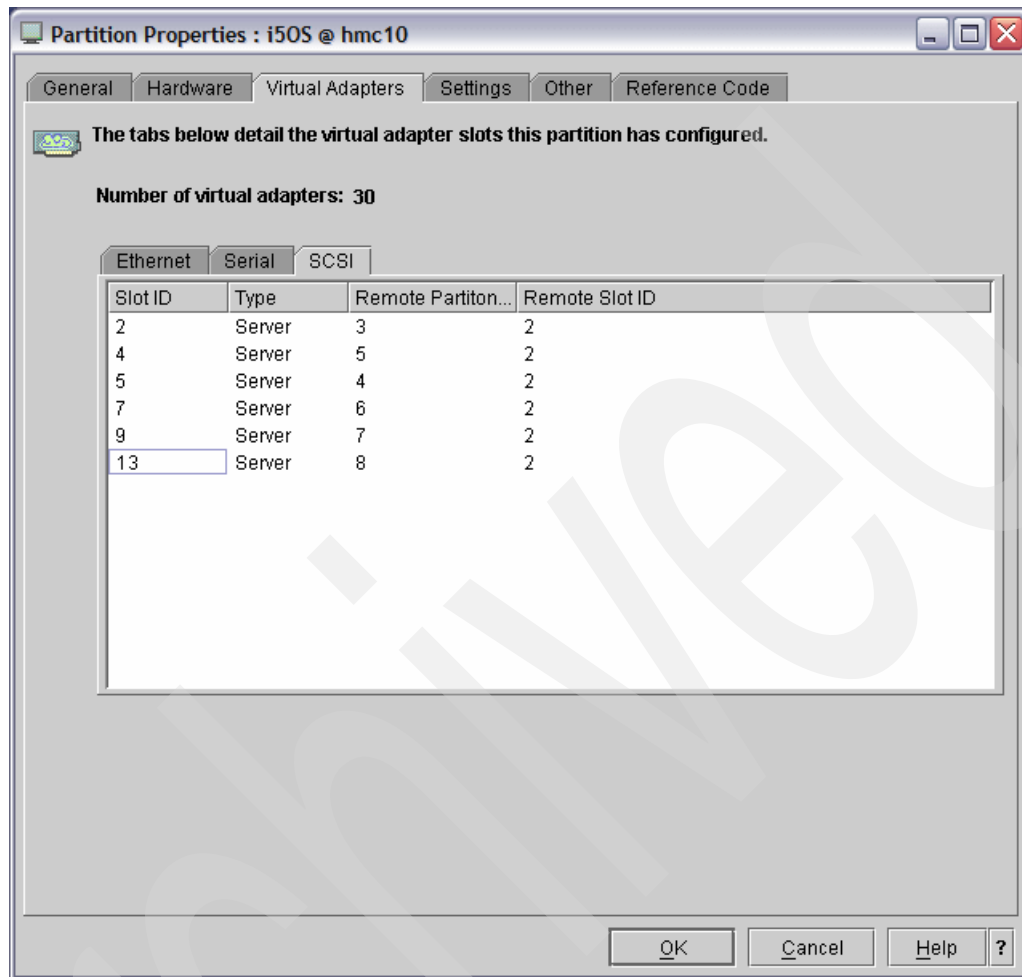 Partition Properties : i5OS @ hmc10
General Hardware Virtual Adapters Settings Other Reference Code
The tabs below detail the virtual adapter slots this partition has configured.
Number of virtual adapters: 30
Ethernet Serial SCSI
Slot ID Type Remote Partiton... Remote Slot ID
2 Server 3 2
4 Server 5 2
5 Server 4 2
7 Server 6 2
9 Server 7 2
13 Server 8 2
OK Cancel Help ?